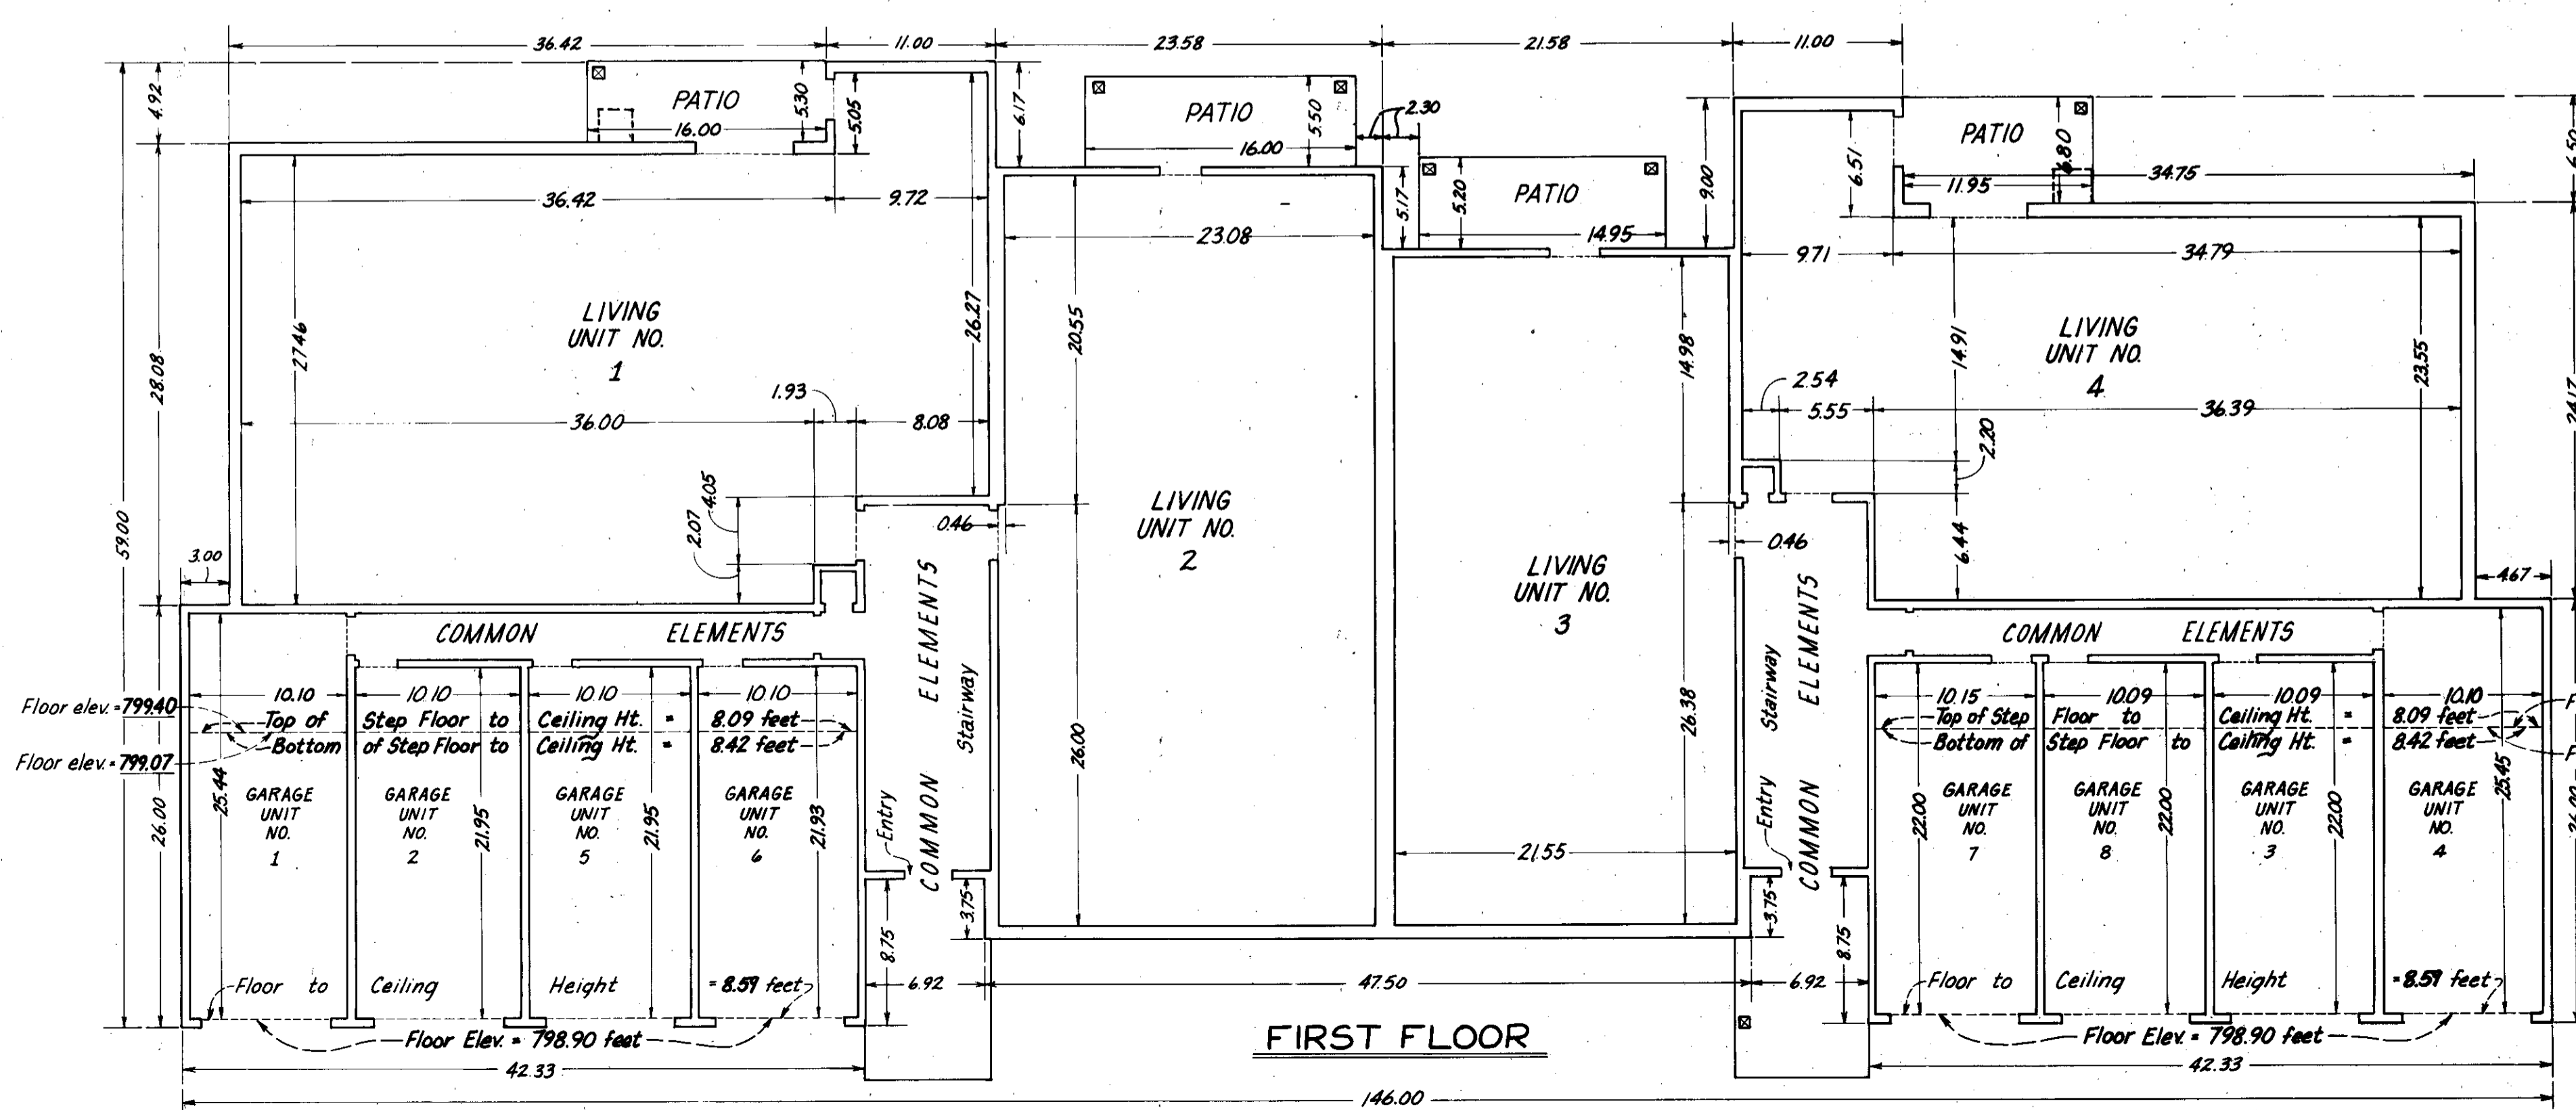 36.42 11.00 23.58 21.58 11.00
4.92 PATIO 5.30 5.05 6.17 PATIO 5.50 2.30 9.00 6.51 PATIO 6.80 34.75
16.00 16.00 5.17 5.20 PATIO 11.95
36.42 9.72 14.95
23.08 9.71 34.79
59.00 28.08 27.46 26.27 20.55 14.98 14.91 23.55
LIVING
UNIT NO.
1
LIVING
UNIT NO.
4
1.93 2.54
36.00 8.08 5.55 36.39
2.20
4.05
2.07
LIVING
UNIT NO.
2
0.46 0.46
6.44
3.00 4.67
LIVING
UNIT NO.
3
COMMON ELEMENTS
COMMON ELEMENTS
COMMON ELEMENTS
Stairway
Entry
COMMON ELEMENTS
Stairway
Entry
26.00 26.38
21.55
10.10 10.10 10.10 10.10
Floor elev. = 799.40
Top of Step Floor to Ceiling Ht. = 8.09 feet
Bottom of Step Floor to Ceiling Ht. = 8.42 feet
Floor elev. = 799.07
10.15 10.09 10.09 10.10
Top of Step Floor to Ceiling Ht. = 8.09 feet
Bottom of Step Floor to Ceiling Ht. = 8.42 feet
26.00 25.44 21.95 21.95 21.93
GARAGE
UNIT
NO.
1
GARAGE
UNIT
NO.
2
GARAGE
UNIT
NO.
5
GARAGE
UNIT
NO.
6
22.00 22.00 22.00 25.45
GARAGE
UNIT
NO.
7
GARAGE
UNIT
NO.
8
GARAGE
UNIT
NO.
3
GARAGE
UNIT
NO.
4
8.75 3.75 3.75 8.75
Floor to Ceiling Height = 8.59 feet
6.92 47.50 6.92
Floor to Ceiling Height = 8.59 feet
Floor Elev. = 798.90 feet
FIRST FLOOR
Floor Elev. = 798.90 feet
42.33 42.33
146.00